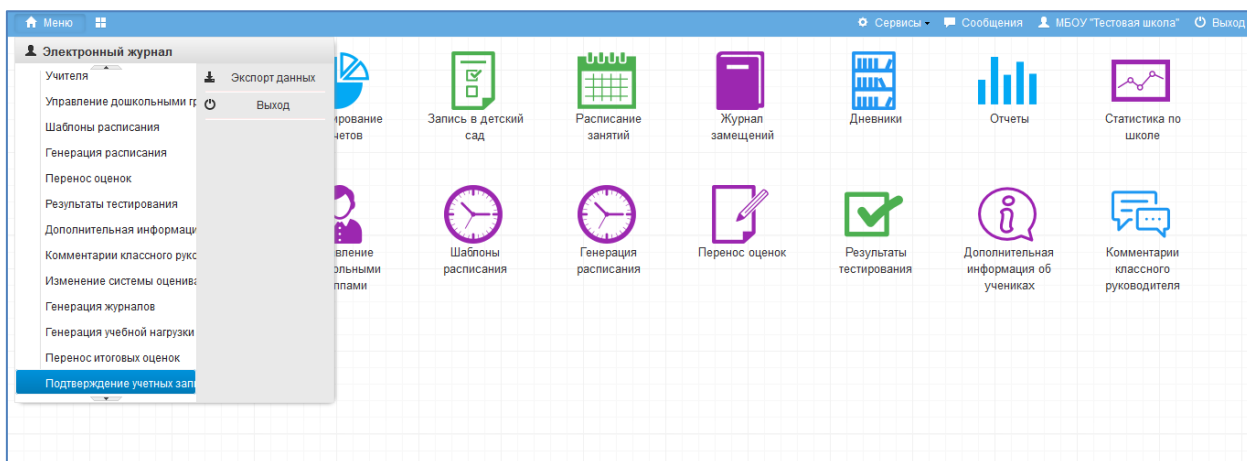 Меню
Сервисы
Сообщения
МБОУ "Тестовая школа"
Выход
Электронный журнал
Учителя
Управление дошкольными гр
Шаблоны расписания
Генерация расписания
Перенос оценок
Результаты тестирования
Дополнительная информаци
Комментарии классного руко
Изменение системы оценива
Генерация журналов
Генерация учебной нагрузки
Перенос итоговых оценок
Подтверждение учетных запи
Экспорт данных
Выход
ирование
четов
Запись в детский
сад
Расписание
занятий
Журнал
замещений
Дневники
Отчеты
Статистика по
школе
вление
ольными
ппами
Шаблоны
расписания
Генерация
расписания
Перенос оценок
Результаты
тестирования
Дополнительная
информация об
учениках
Комментарии
классного
руководителя